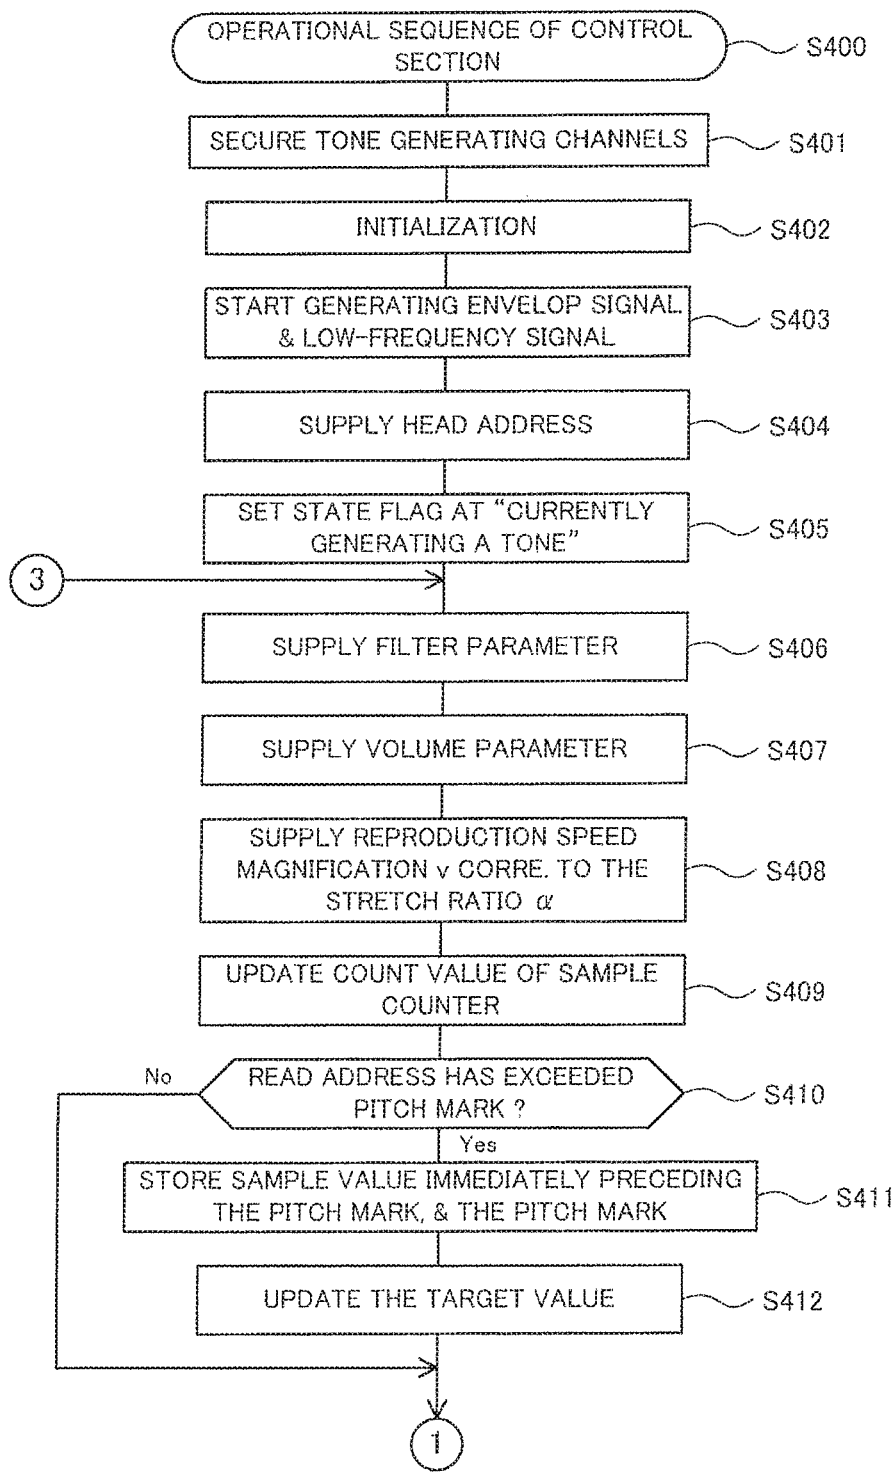 OPERATIONAL SEQUENCE OF CONTROL
SECTION
S400
SECURE TONE GENERATING CHANNELS
S401
INITIALIZATION
S402
START GENERATING ENVELOP SIGNAL
& LOW-FREQUENCY SIGNAL
S403
SUPPLY HEAD ADDRESS
S404
SET STATE FLAG AT “CURRENTLY
GENERATING A TONE”
S405
3
SUPPLY FILTER PARAMETER
S406
SUPPLY VOLUME PARAMETER
S407
SUPPLY REPRODUCTION SPEED
MAGNIFICATION v CORRE. TO THE
STRETCH RATIO α
S408
UPDATE COUNT VALUE OF SAMPLE
COUNTER
S409
No
READ ADDRESS HAS EXCEEDED
PITCH MARK ?
S410
Yes
STORE SAMPLE VALUE IMMEDIATELY PRECEDING
THE PITCH MARK, & THE PITCH MARK
S411
UPDATE THE TARGET VALUE
S412
1